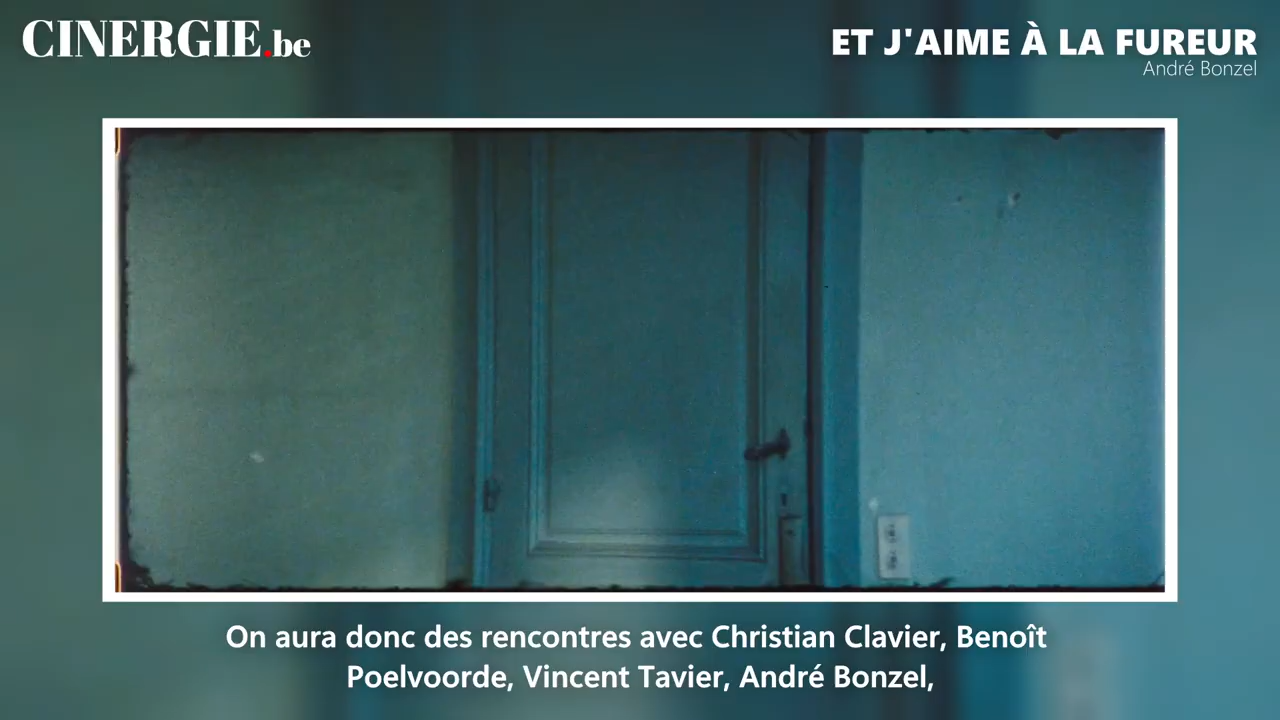 CINERGIE.be
ET J'AIME À LA FUREUR
André Bonzel
On aura donc des rencontres avec Christian Clavier, Benoît
Poelvoorde, Vincent Tavier, André Bonzel,